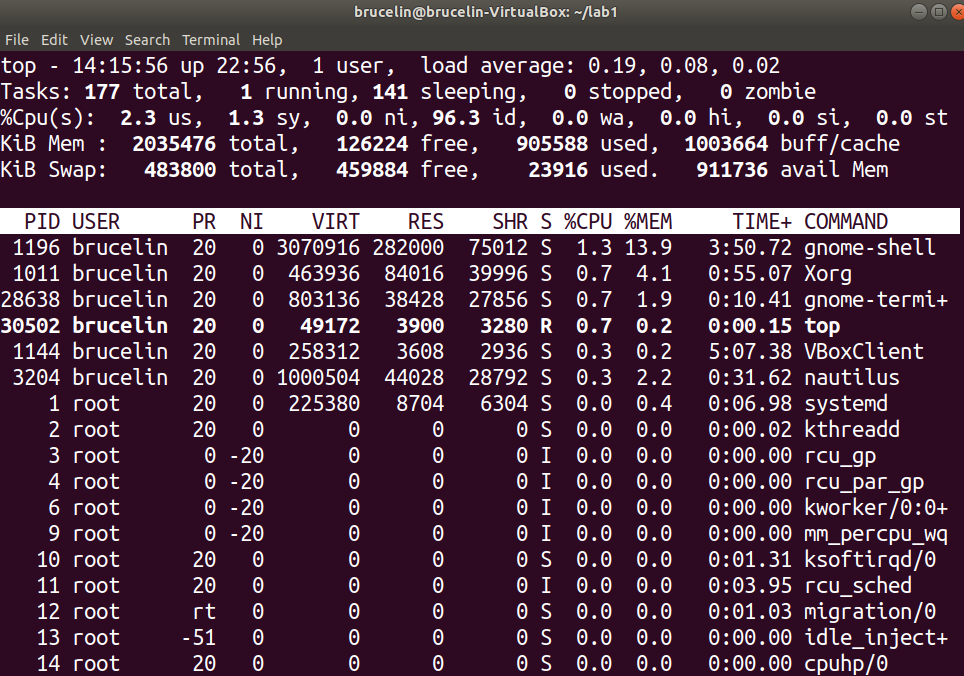 brucelin@brucelin-VirtualBox: ~/lab1
File Edit View Search Terminal Help
top - 14:15:56 up 22:56,  1 user,  load average: 0.19, 0.08, 0.02
Tasks: 177 total,   1 running, 141 sleeping,   0 stopped,   0 zombie
%Cpu(s):  2.3 us,  1.3 sy,  0.0 ni, 96.3 id,  0.0 wa,  0.0 hi,  0.0 si,  0.0 st
KiB Mem :  2035476 total,   126224 free,   905588 used,  1003664 buff/cache
KiB Swap:   483800 total,   459884 free,    23916 used.   911736 avail Mem
  PID USER      PR  NI    VIRT    RES    SHR S %CPU %MEM     TIME+ COMMAND
 1196 brucelin  20   0 3070916 282000  75012 S  1.3 13.9   3:50.72 gnome-shell
 1011 brucelin  20   0  463936  84016  39996 S  0.7  4.1   0:55.07 Xorg
28638 brucelin  20   0  803136  38428  27856 S  0.7  1.9   0:10.41 gnome-termi+
30502 brucelin  20   0   49172   3900   3280 R  0.7  0.2   0:00.15 top
 1144 brucelin  20   0  258312   3608   2936 S  0.3  0.2   5:07.38 VBoxClient
 3204 brucelin  20   0 1000504  44028  28792 S  0.3  2.2   0:31.62 nautilus
    1 root      20   0  225380   8704   6304 S  0.0  0.4   0:06.98 systemd
    2 root      20   0       0      0      0 S  0.0  0.0   0:00.02 kthreadd
    3 root       0 -20       0      0      0 I  0.0  0.0   0:00.00 rcu_gp
    4 root       0 -20       0      0      0 I  0.0  0.0   0:00.00 rcu_par_gp
    6 root       0 -20       0      0      0 I  0.0  0.0   0:00.00 kworker/0:0+
    9 root       0 -20       0      0      0 I  0.0  0.0   0:00.00 mm_percpu_wq
   10 root      20   0       0      0      0 S  0.0  0.0   0:01.31 ksoftirqd/0
   11 root      20   0       0      0      0 I  0.0  0.0   0:03.95 rcu_sched
   12 root      rt   0       0      0      0 S  0.0  0.0   0:01.03 migration/0
   13 root     -51   0       0      0      0 S  0.0  0.0   0:00.00 idle_inject+
   14 root      20   0       0      0      0 S  0.0  0.0   0:00.00 cpuhp/0